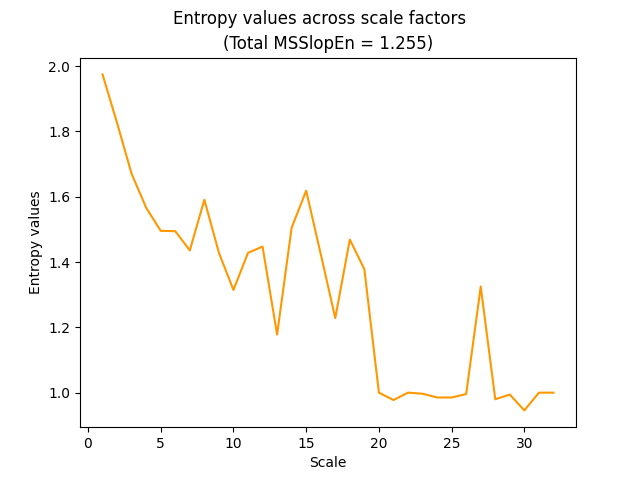 Entropy values across scale factors
(Total MSSlopEn = 1.255)
2.0
1.8
1.6
1.4
1.2
1.0
Entropy values
0 5 10 15 20 25 30
Scale